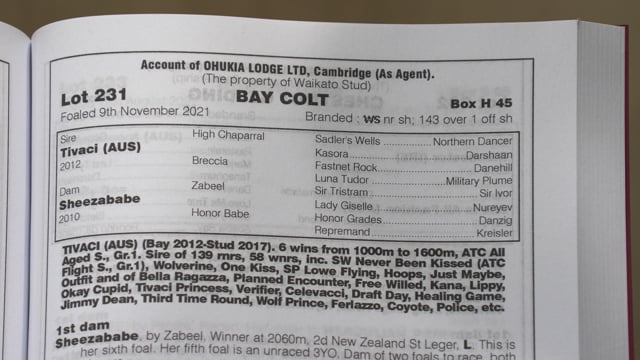 Account of OHUKIA LODGE LTD, Cambridge (As Agent).
(The property of Waikato Stud)
Lot 231 BAY COLT Box H 45
Foaled 9th November 2021 Branded : WS nr sh; 143 over 1 off sh
Sire
Tivaci (AUS)
2012
Dam
Sheezababe
2010
High Chaparral
Breccia
Zabeel
Honor Babe
Sadler's Wells ............ Northern Dancer
Kasora ............ Darshaan
Fastnet Rock ............ Danehill
Luna Tudor ............ Military Plume
Sir Tristram ............ Sir Ivor
Lady Giselle ............ Nureyev
Honor Grades ............ Danzig
Repremand ............ Kreisler
TIVACI (AUS) (Bay 2012-Stud 2017). 6 wins from 1000m to 1600m, ATC All
Aged S., Gr.1. Sire of 139 rnrs, 58 wnrs, inc. SW Never Been Kissed (ATC
Flight S., Gr.1), Wolverine, One Kiss, SP Lowe Flying, Hoops, Just Maybe,
Outfit and of Bella Ragazza, Planned Encounter, Free Willed, Kana, Lippy,
Okay Cupid, Tivaci Princess, Verifier, Celevacci, Draft Day, Healing Game,
Jimmy Dean, Third Time Round, Wolf Prince, Ferlazzo, Coyote, Police, etc.
1st dam
Sheezababe, by Zabeel. Winner at 2060m, 2d New Zealand St Leger, L. This is
her sixth foal. Her fifth foal is an unraced 3YO. Dam of two foals to race, both